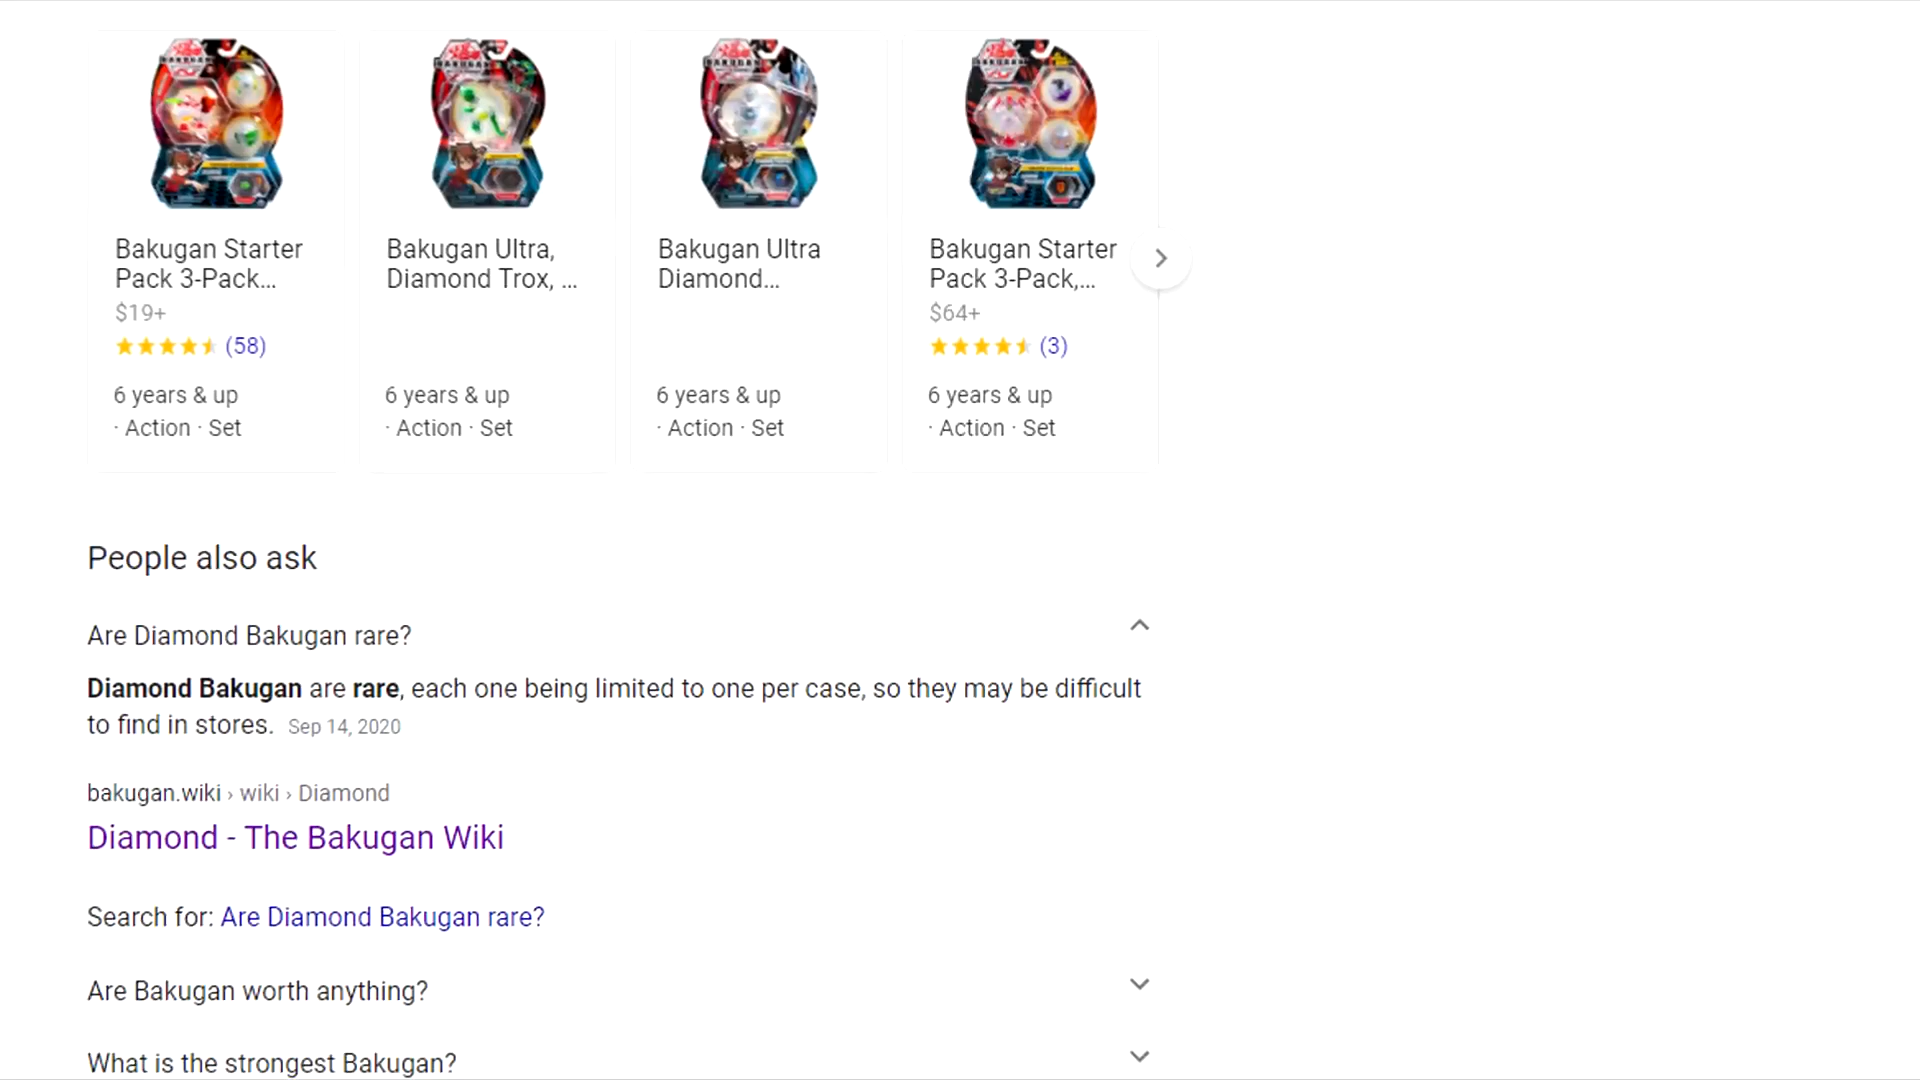 Bakugan Starter
Pack 3-Pack...
$19+
(58)
6 years & up
· Action · Set
Bakugan Ultra,
Diamond Trox, ...
6 years & up
· Action · Set
Bakugan Ultra
Diamond...
6 years & up
· Action · Set
Bakugan Starter
Pack 3-Pack,...
$64+
(3)
6 years & up
· Action · Set
People also ask
Are Diamond Bakugan rare?
Diamond Bakugan are rare, each one being limited to one per case, so they may be difficult
to find in stores. Sep 14, 2020
bakugan.wiki › wiki › Diamond
Diamond - The Bakugan Wiki
Search for: Are Diamond Bakugan rare?
Are Bakugan worth anything?
What is the strongest Bakugan?